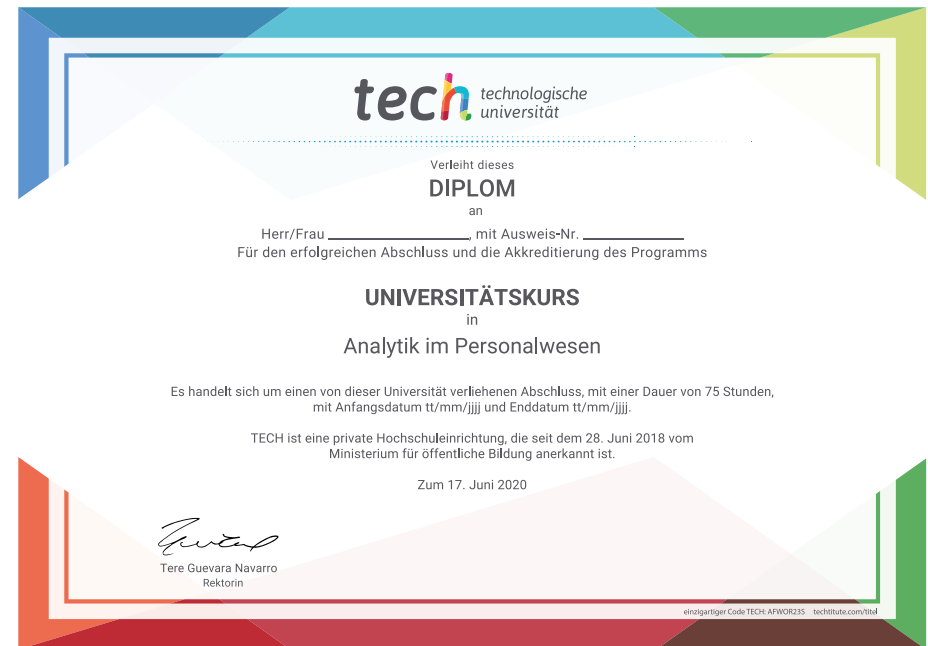 tech technologische
universität
Verleiht dieses
DIPLOM
an
Herr/Frau ____________________, mit Ausweis-Nr. ______________
Für den erfolgreichen Abschluss und die Akkreditierung des Programms
UNIVERSITÄTSKURS
in
Analytik im Personalwesen
Es handelt sich um einen von dieser Universität verliehenen Abschluss, mit einer Dauer von 75 Stunden,
mit Anfangsdatum tt/mm/jjjj und Enddatum tt/mm/jjjj.
TECH ist eine private Hochschuleinrichtung, die seit dem 28. Juni 2018 vom
Ministerium für öffentliche Bildung anerkannt ist.
Zum 17. Juni 2020
Tere Guevara Navarro
Rektorin
einzigartiger Code TECH: AFWOR235 techtitute.com/titel